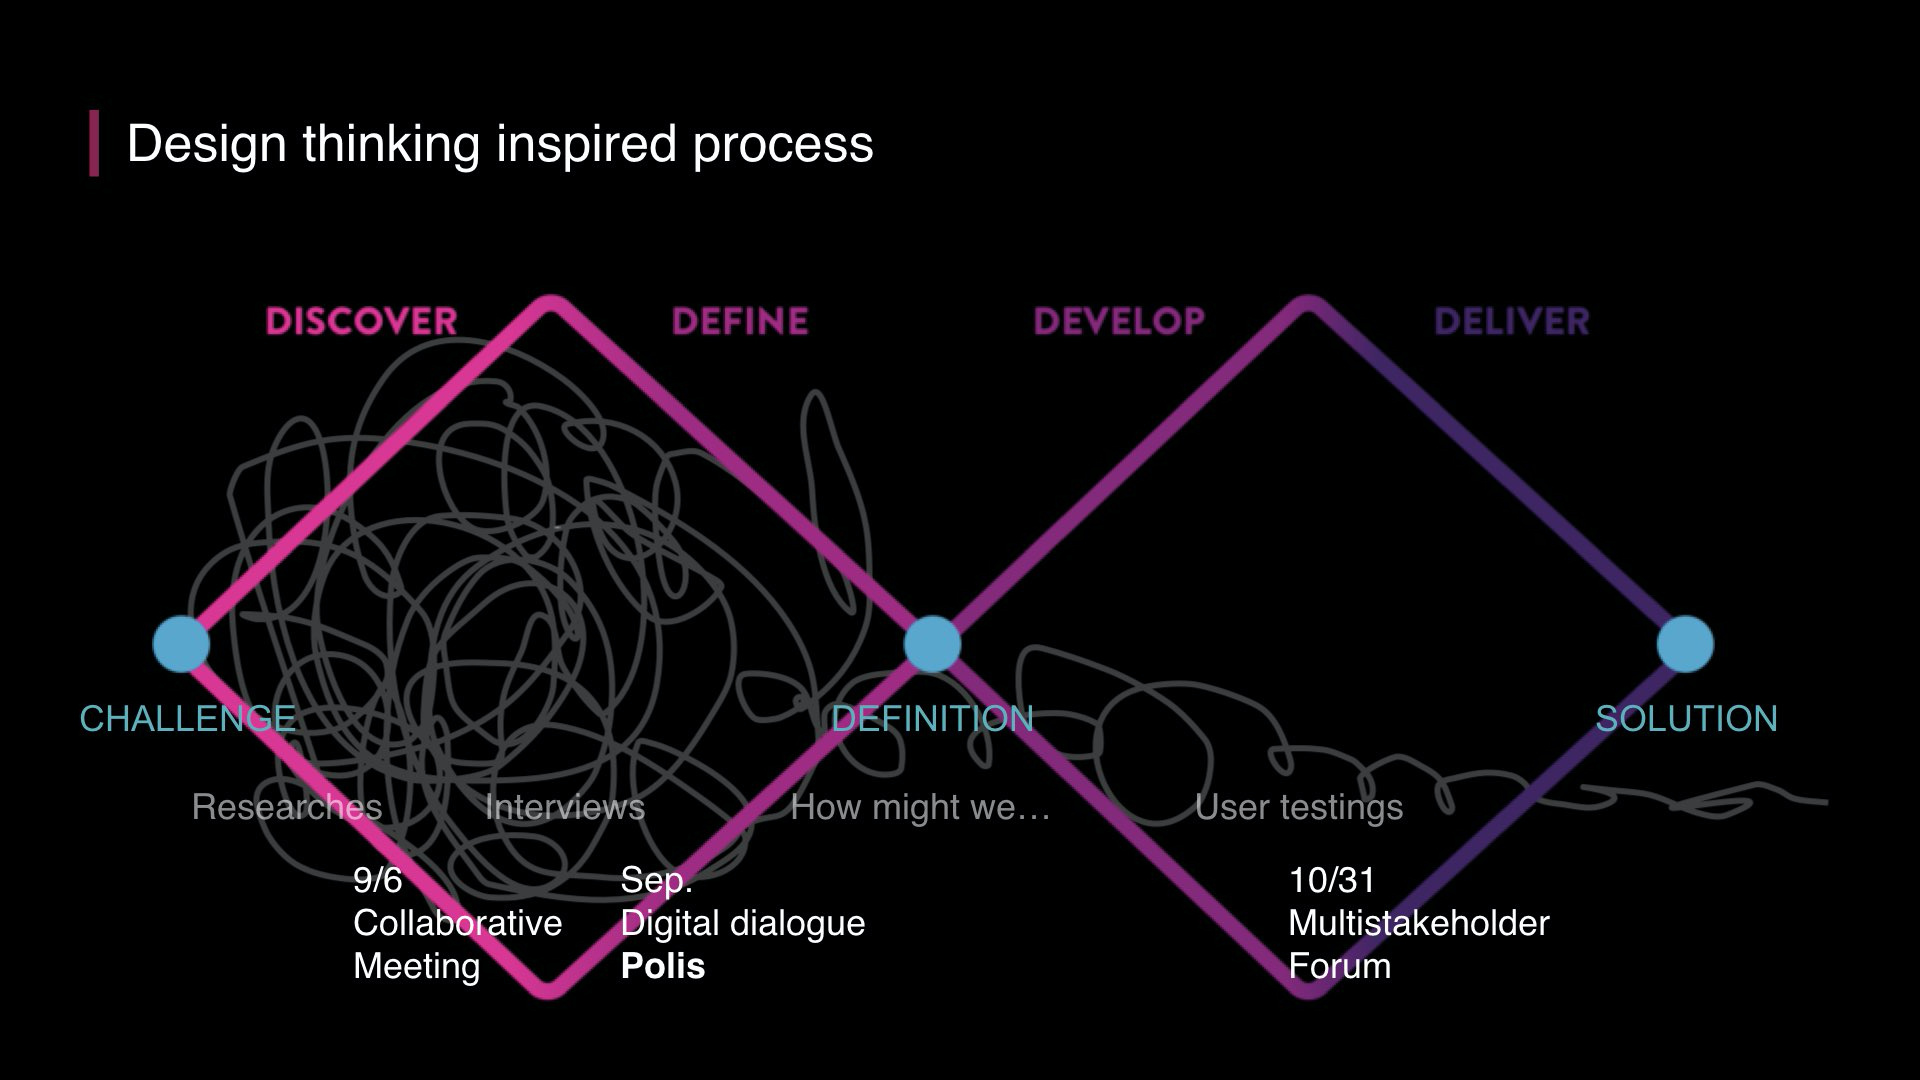 Design thinking inspired process
DISCOVER
DEFINE
DEVELOP
DELIVER
CHALLENGE
DEFINITION
SOLUTION
Researches
Interviews
How might we…
User testings
9/6
Collaborative
Meeting
Sep.
Digital dialogue
Polis
10/31
Multistakeholder
Forum